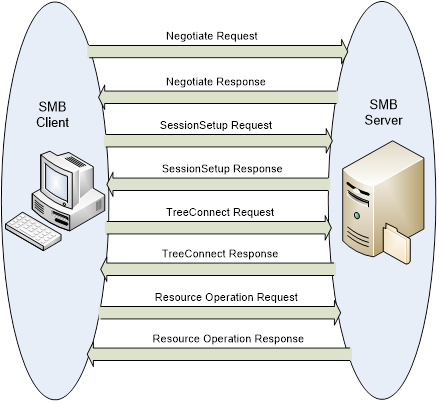 Negotiate Request
Negotiate Response
SMB
Client
SMB
Server
SessionSetup Request
SessionSetup Response
TreeConnect Request
TreeConnect Response
Resource Operation Request
Resource Operation Response